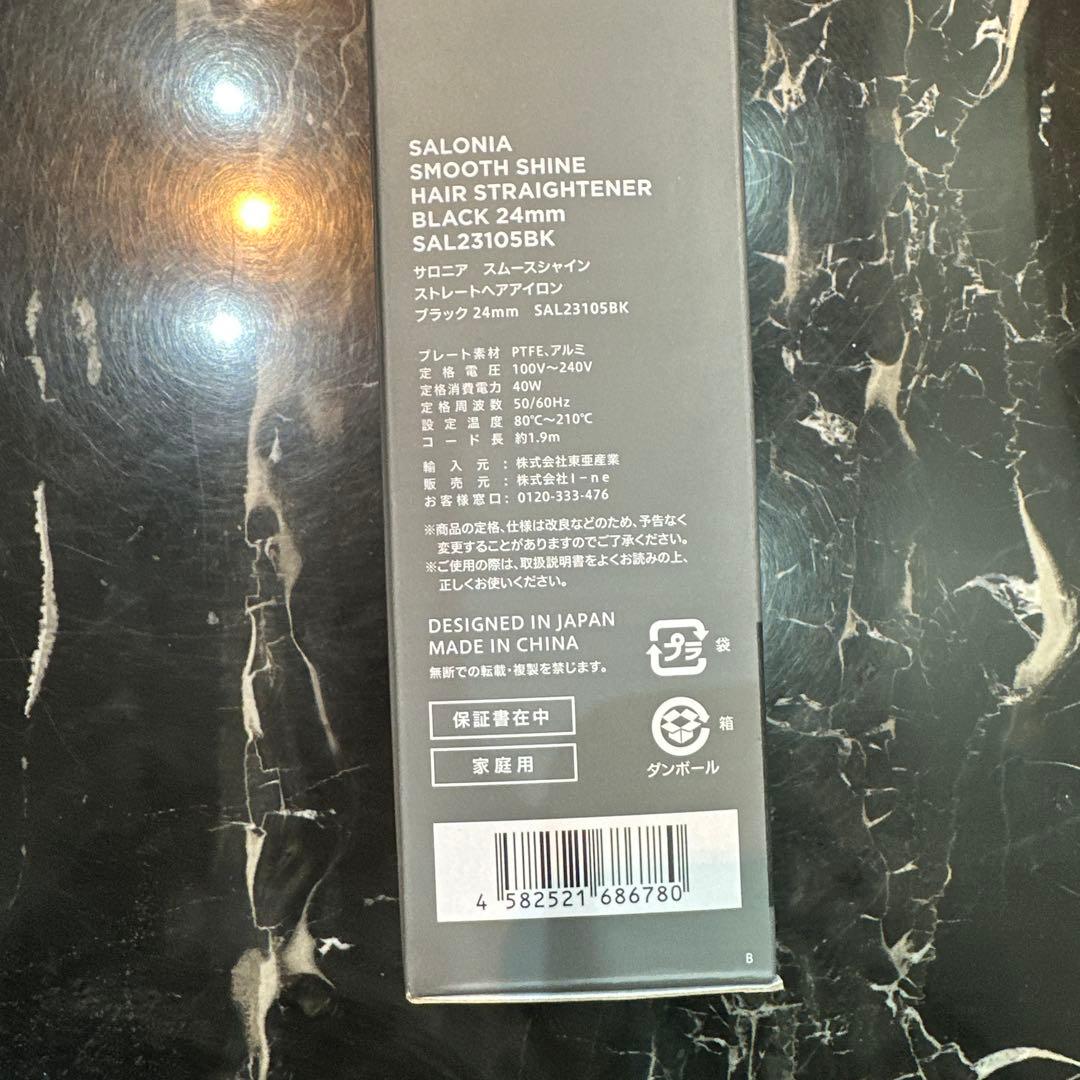 SALONIA
SMOOTH SHINE
HAIR STRAIGHTENER
BLACK 24mm
SAL23105BK
サロニア　スムースシャイン
ストレートヘアアイロン
ブラック 24mm　SAL23105BK
プレート素材　PTFE、アルミ
定格電圧　100V〜240V
定格消費電力　40W
定格周波数　50/60Hz
設定温度　80℃〜210℃
コード長　約1.9m
輸入元：株式会社東亜産業
販売元：株式会社I-ne
お客様窓口：0120-333-476
※商品の定格、仕様は改良などのため、予告なく
変更することがありますのでご了承ください。
※ご使用の際は、取扱説明書をよくお読みの上、
正しくお使いください。
DESIGNED IN JAPAN
MADE IN CHINA
無断での転載・複製を禁じます。
プラ 袋
保証書在中
箱
家庭用
ダンボール
4 582521 686780
B